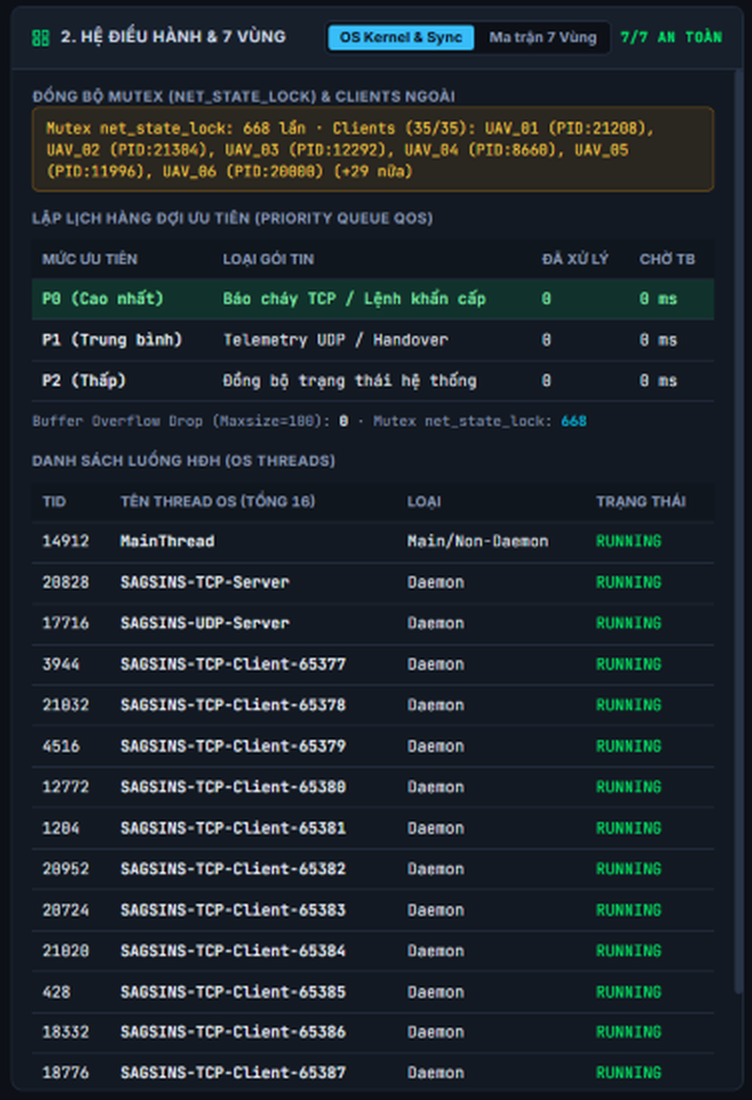 2. HỆ ĐIỀU HÀNH & 7 VÙNG OS Kernel & Sync Ma trận 7 Vùng 7/7 AN TOÀN
ĐỒNG BỘ MUTEX (NET_STATE_LOCK) & CLIENTS NGOÀI
Mutex net_state_lock: 668 lần · Clients (35/35): UAV_01 (PID:21208),
UAV_02 (PID:21304), UAV_03 (PID:12292), UAV_04 (PID:8660), UAV_05
(PID:11996), UAV_06 (PID:20000) (+29 nữa)
LẬP LỊCH HÀNG ĐỢI ƯU TIÊN (PRIORITY QUEUE QOS)
MỨC ƯU TIÊN LOẠI GÓI TIN ĐÃ XỬ LÝ CHỜ TB
P0 (Cao nhất) Báo cháy TCP / Lệnh khẩn cấp 0 0 ms
P1 (Trung bình) Telemetry UDP / Handover 0 0 ms
P2 (Thấp) Đồng bộ trạng thái hệ thống 0 0 ms
Buffer Overflow Drop (Maxsize=100): 0 · Mutex net_state_lock: 668
DANH SÁCH LUỒNG HĐH (OS THREADS)
TID TÊN THREAD OS (TỔNG 16) LOẠI TRẠNG THÁI
14912 MainThread Main/Non-Daemon RUNNING
20828 SAGSINS-TCP-Server Daemon RUNNING
17716 SAGSINS-UDP-Server Daemon RUNNING
3944 SAGSINS-TCP-Client-65377 Daemon RUNNING
21032 SAGSINS-TCP-Client-65378 Daemon RUNNING
4516 SAGSINS-TCP-Client-65379 Daemon RUNNING
12772 SAGSINS-TCP-Client-65380 Daemon RUNNING
1204 SAGSINS-TCP-Client-65381 Daemon RUNNING
20952 SAGSINS-TCP-Client-65382 Daemon RUNNING
20724 SAGSINS-TCP-Client-65383 Daemon RUNNING
21020 SAGSINS-TCP-Client-65384 Daemon RUNNING
428 SAGSINS-TCP-Client-65385 Daemon RUNNING
18332 SAGSINS-TCP-Client-65386 Daemon RUNNING
18776 SAGSINS-TCP-Client-65387 Daemon RUNNING